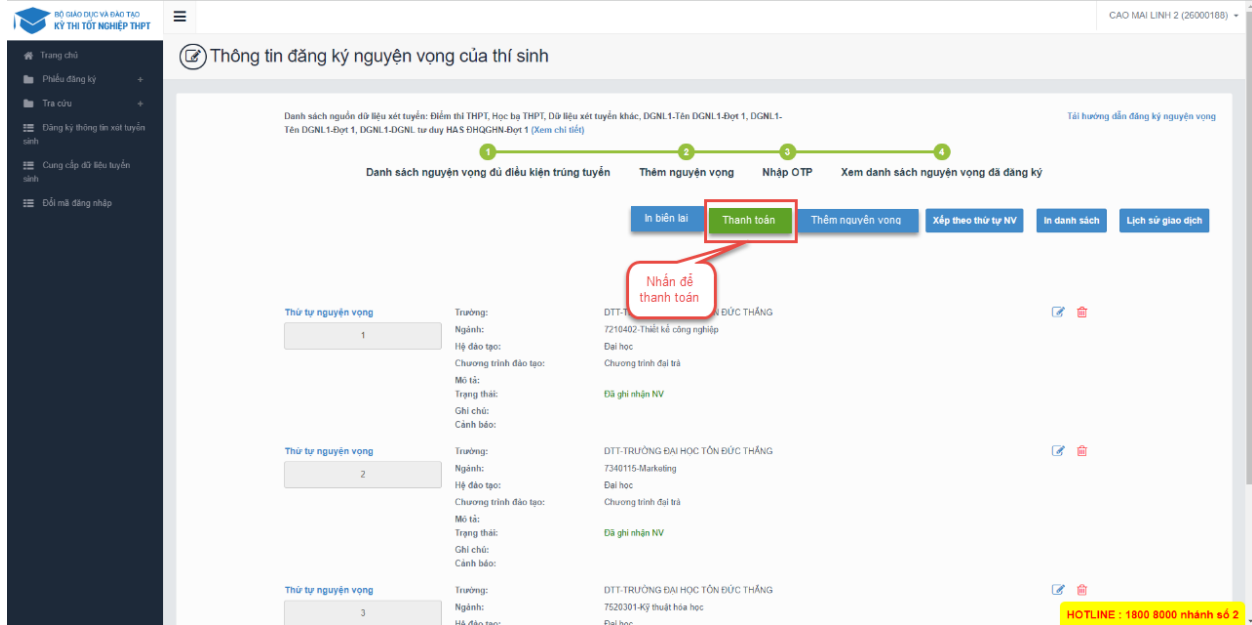 BỘ GIÁO DỤC VÀ ĐÀO TẠO
KỲ THI TỐT NGHIỆP THPT
CAO MAI LINH 2 (26000188)
Trang chủ
Phiếu đăng ký +
Tra cứu +
Đăng ký thông tin xét tuyển
sinh
Cung cấp dữ liệu tuyển
sinh
Đổi mã đăng nhập
Thông tin đăng ký nguyện vọng của thí sinh
Danh sách nguồn dữ liệu xét tuyển: Điểm thi THPT, Học bạ THPT, Dữ liệu xét tuyển khác, DGNL1-Tên DGNL1-Đợt 1, DGNL1-
Tên DGNL1-Đợt 1, DGNL1-DGNL tư duy HAS ĐHQGHN-Đợt 1 (Xem chi tiết)
Tải hướng dẫn đăng ký nguyện vọng
1 2 3 4
Danh sách nguyện vọng đủ điều kiện trúng tuyển Thêm nguyện vọng Nhập OTP Xem danh sách nguyện vọng đã đăng ký
In biên lai Thanh toán Thêm nguyện vọng Xếp theo thứ tự NV In danh sách Lịch sử giao dịch
Nhấn để
thanh toán
Thứ tự nguyện vọng Trường: DTT-T N ĐỨC THẮNG
1 Ngành: 7210402-Thiết kế công nghiệp
Hệ đào tạo: Đại học
Chương trình đào tạo: Chương trình đại trà
Mô tả:
Trạng thái: Đã ghi nhận NV
Ghi chú:
Cảnh báo:
Thứ tự nguyện vọng Trường: DTT-TRƯỜNG ĐẠI HỌC TÔN ĐỨC THẮNG
2 Ngành: 7340115-Marketing
Hệ đào tạo: Đại học
Chương trình đào tạo: Chương trình đại trà
Mô tả:
Trạng thái: Đã ghi nhận NV
Ghi chú:
Cảnh báo:
Thứ tự nguyện vọng Trường: DTT-TRƯỜNG ĐẠI HỌC TÔN ĐỨC THẮNG
3 Ngành: 7520301-Kỹ thuật hóa học
Hệ đào tạo: Đại học
HOTLINE : 1800 8000 nhánh số 2